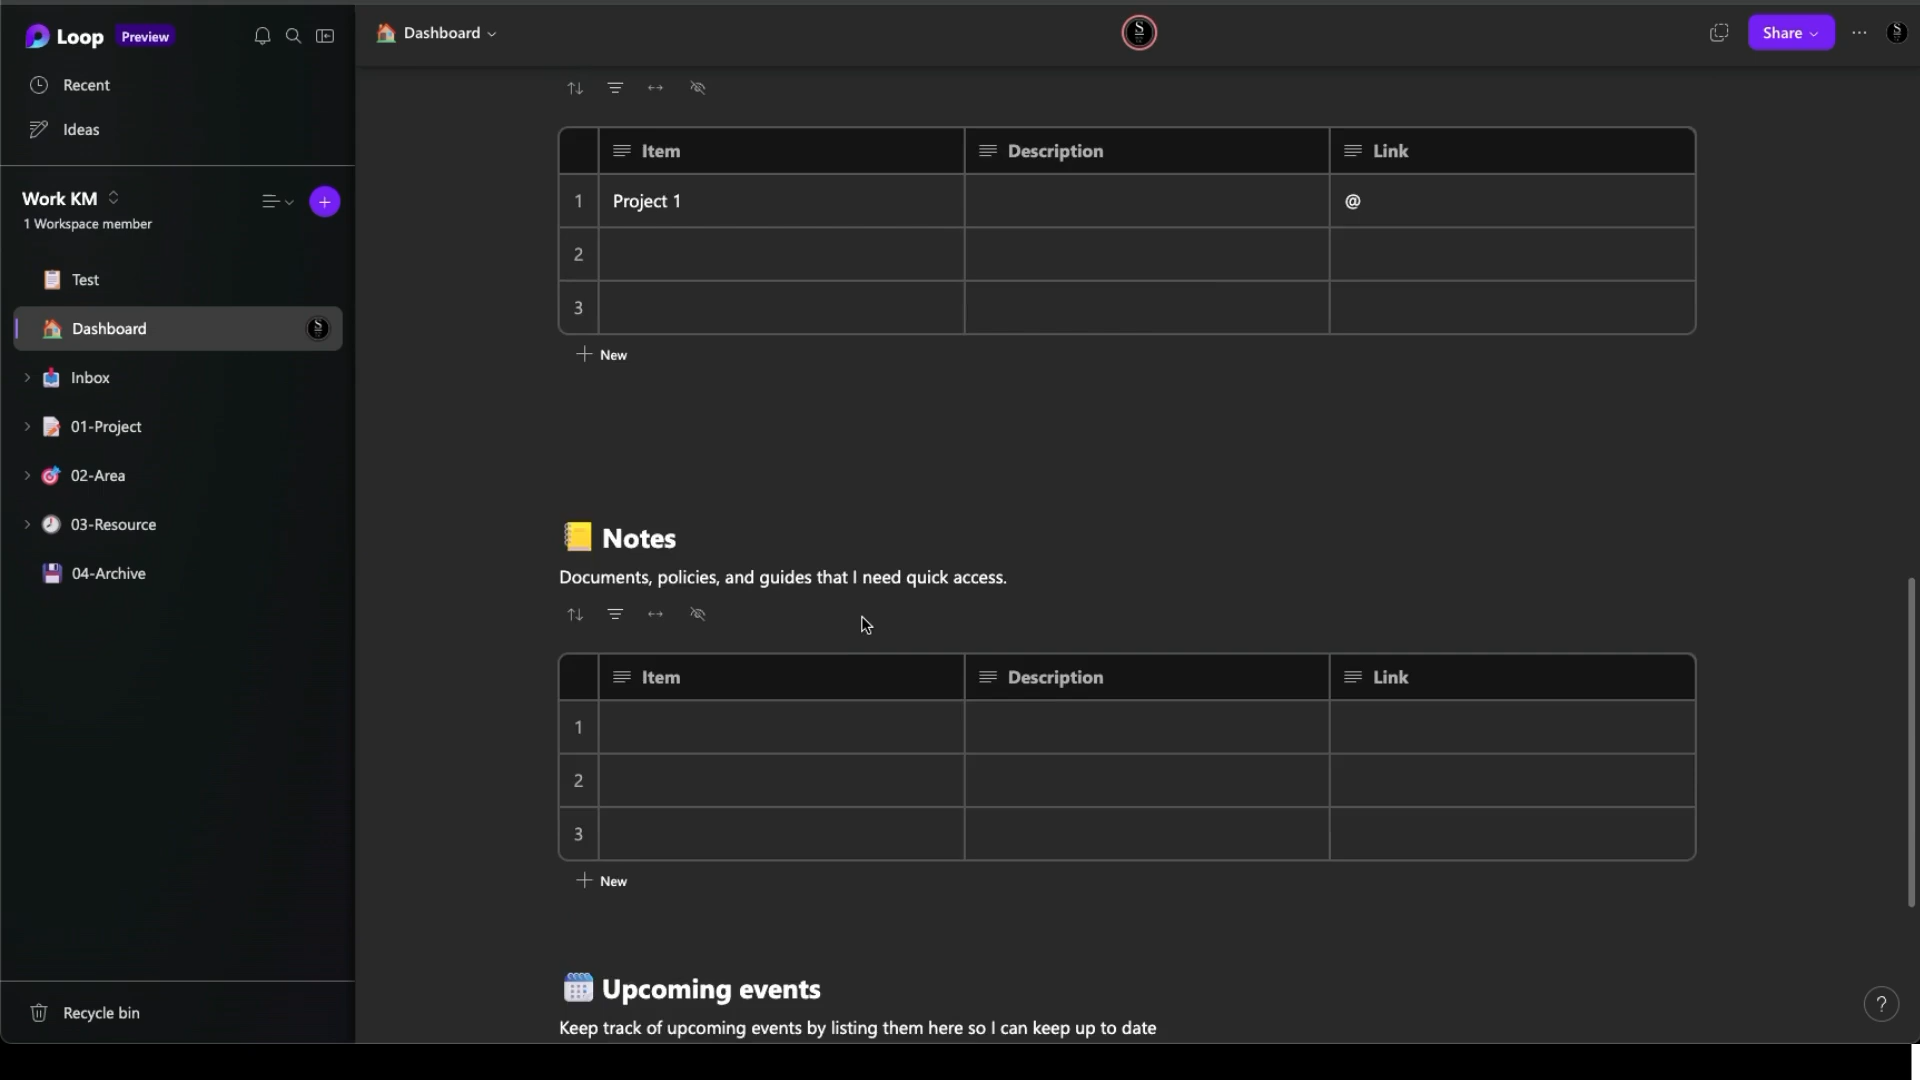 Loop Preview
Recent
Ideas
Work KM
1 Workspace member
Test
Dashboard
Inbox
01-Project
02-Area
03-Resource
04-Archive
Recycle bin
Dashboard
S
Share
S
Item Description Link
1 Project 1 @
2
3
New
Notes
Documents, policies, and guides that I need quick access.
Item Description Link
1
2
3
New
Upcoming events
Keep track of upcoming events by listing them here so I can keep up to date
?